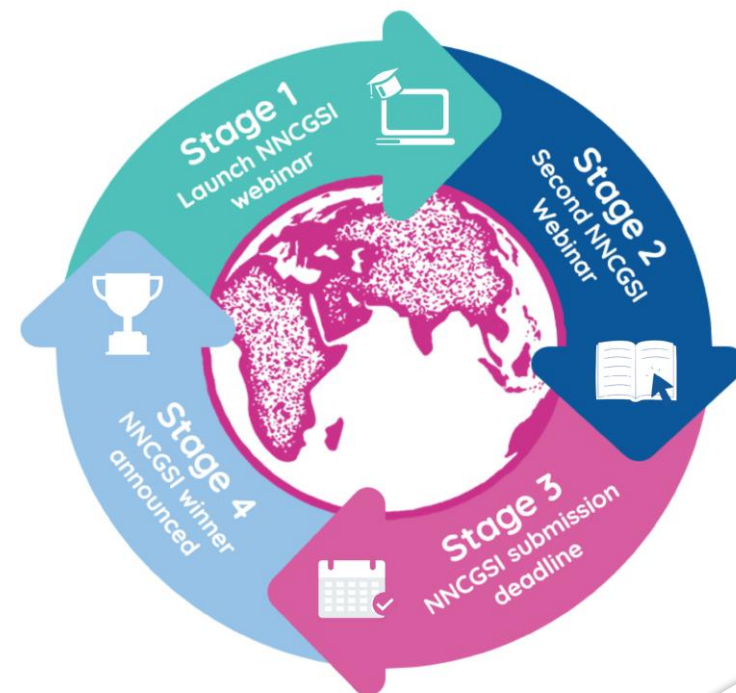 Stage 1
Launch NNCGSI
webinar
Stage 2
Second NNCGSI
Webinar
Stage 3
NNCGSI submission
deadline
Stage 4
NNCGSI winner
announced